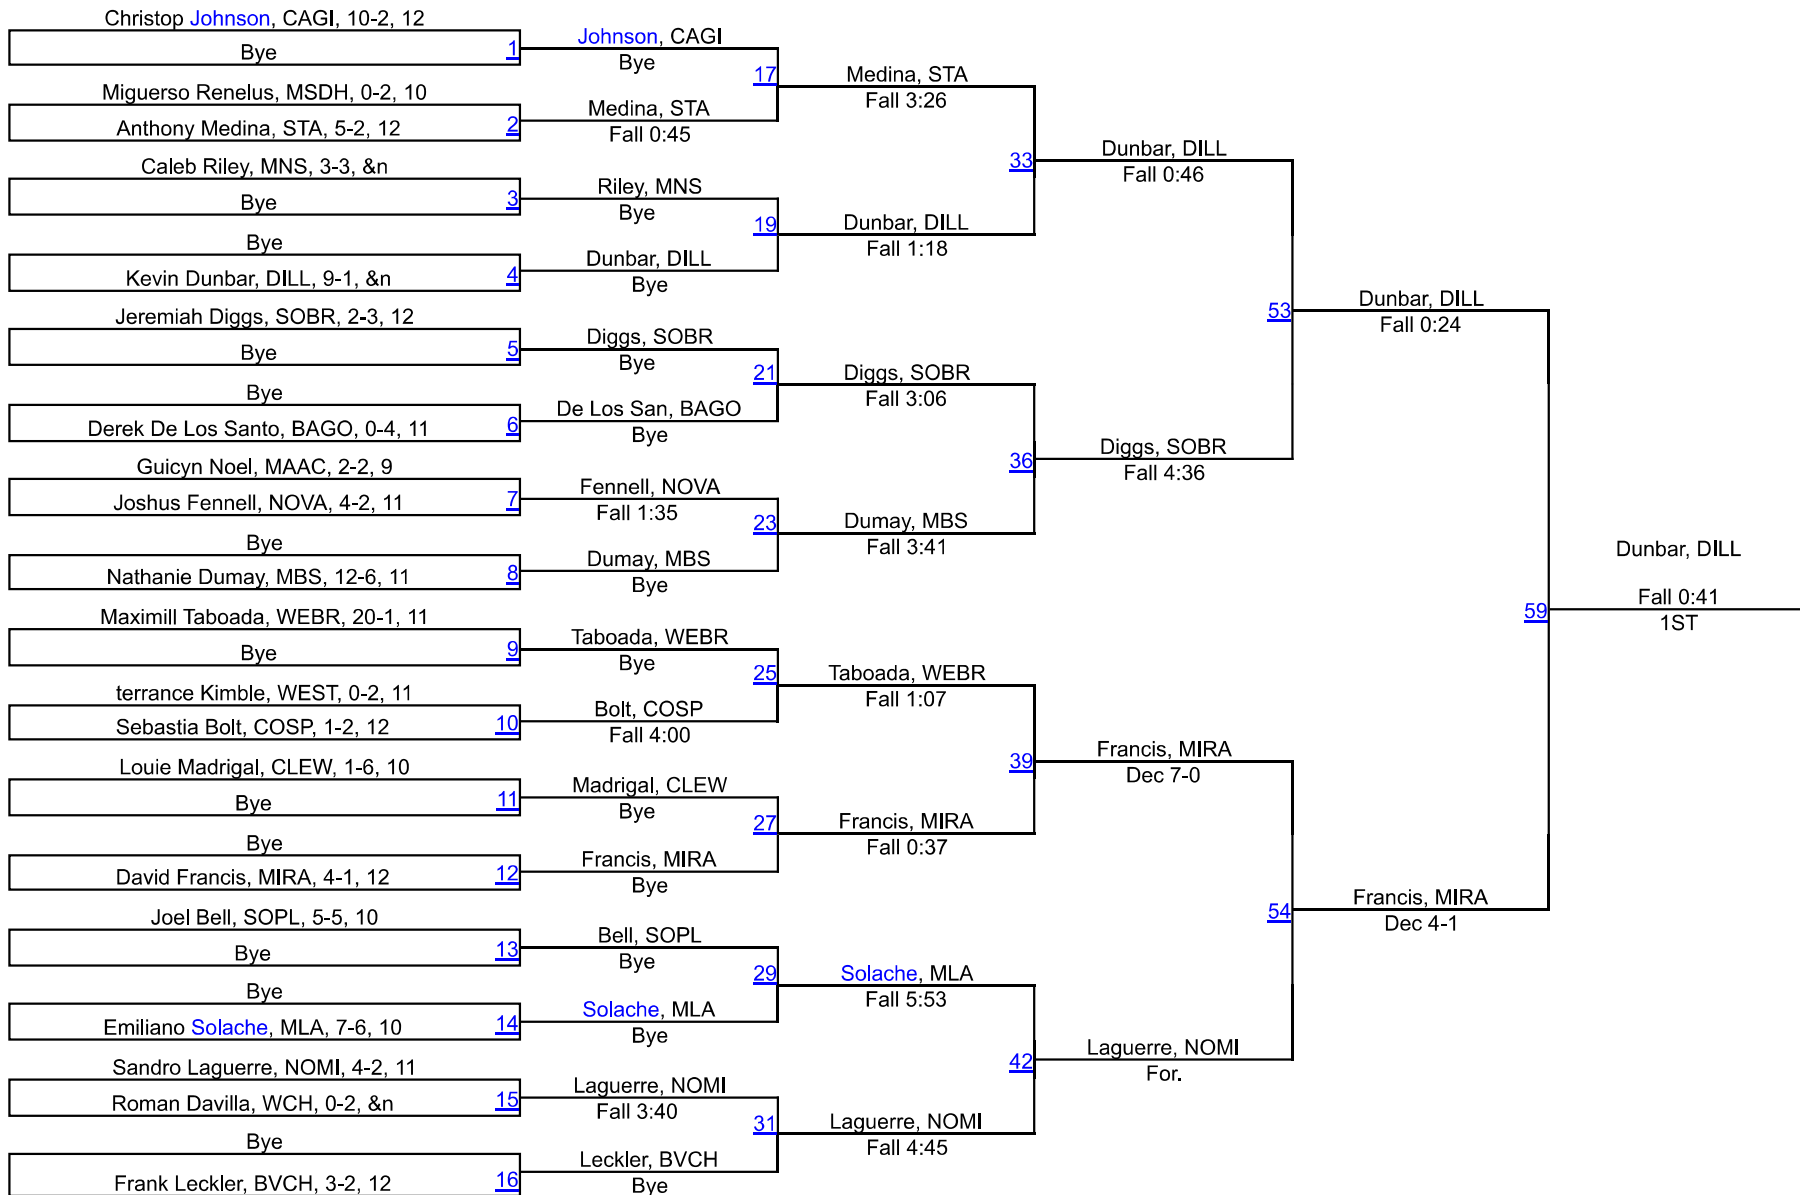 Christop Johnson, CAGI, 10-2, 12
Bye
1
Miguerso Renelus, MSDH, 0-2, 10
Anthony Medina, STA, 5-2, 12
2
Caleb Riley, MNS, 3-3, &n
Bye
3
Bye
Kevin Dunbar, DILL, 9-1, &n
4
Jeremiah Diggs, SOBR, 2-3, 12
Bye
5
Bye
Derek De Los Santo, BAGO, 0-4, 11
6
Guicyn Noel, MAAC, 2-2, 9
Joshus Fennell, NOVA, 4-2, 11
7
Bye
Nathanie Dumay, MBS, 12-6, 11
8
Maximill Taboada, WEBR, 20-1, 11
Bye
9
terrance Kimble, WEST, 0-2, 11
Sebastia Bolt, COSP, 1-2, 12
10
Louie Madrigal, CLEW, 1-6, 10
Bye
11
Bye
David Francis, MIRA, 4-1, 12
12
Joel Bell, SOPL, 5-5, 10
Bye
13
Bye
Emiliano Solache, MLA, 7-6, 10
14
Sandro Laguerre, NOMI, 4-2, 11
Roman Davilla, WCH, 0-2, &n
15
Bye
Frank Leckler, BVCH, 3-2, 12
16
Johnson, CAGI
Bye
17
Medina, STA
Fall 0:45
Riley, MNS
Bye
19
Dunbar, DILL
Bye
Diggs, SOBR
Bye
21
De Los San, BAGO
Bye
Fennell, NOVA
Fall 1:35
23
Dumay, MBS
Bye
Taboada, WEBR
Bye
25
Bolt, COSP
Fall 4:00
Madrigal, CLEW
Bye
27
Francis, MIRA
Bye
Bell, SOPL
Bye
29
Solache, MLA
Bye
Laguerre, NOMI
Fall 3:40
31
Leckler, BVCH
Bye
Medina, STA
Fall 3:26
33
Dunbar, DILL
Fall 1:18
Diggs, SOBR
Fall 3:06
36
Dumay, MBS
Fall 3:41
Taboada, WEBR
Fall 1:07
39
Francis, MIRA
Fall 0:37
Solache, MLA
Fall 5:53
42
Laguerre, NOMI
Fall 4:45
Dunbar, DILL
Fall 0:46
53
Diggs, SOBR
Fall 4:36
Francis, MIRA
Dec 7-0
54
Laguerre, NOMI
For.
Dunbar, DILL
Fall 0:24
59
Francis, MIRA
Dec 4-1
Dunbar, DILL
Fall 0:41
1ST